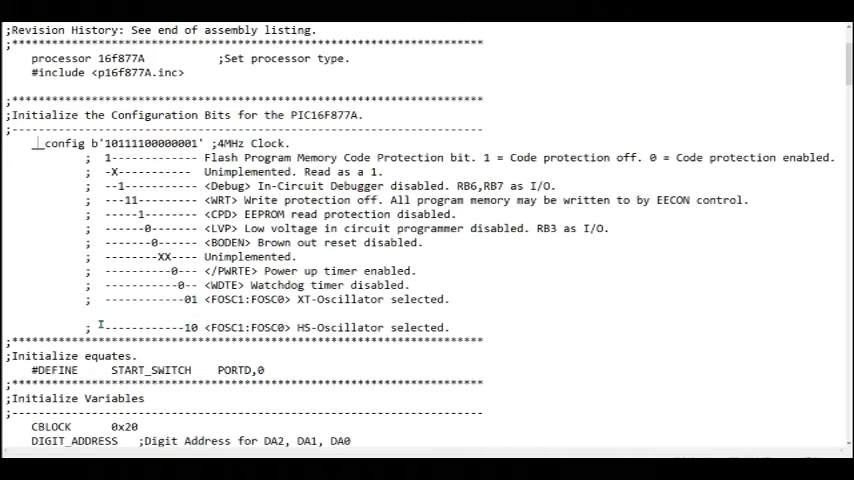 ;Revision History: See end of assembly listing.
;***********************************************************************
processor 16f877A ;Set processor type.
#include <p16f877A.inc>
;***********************************************************************
;Initialize the Configuration Bits for the PIC16F877A.
;-----------------------------------------------------------------------
__config b'10111100000001' ;4MHz Clock.
; 1------------- Flash Program Memory Code Protection bit. 1 = Code protection off. 0 = Code protection enabled.
; -X------------ Unimplemented. Read as a 1.
; --1----------- <Debug> In-Circuit Debugger disabled. RB6,RB7 as I/O.
; ---11--------- <WRT> Write protection off. All program memory may be written to by EECON control.
; -----1-------- <CPD> EEPROM read protection disabled.
; ------0------- <LVP> Low voltage in circuit programmer disabled. RB3 as I/O.
; -------0------ <BODEN> Brown out reset disabled.
; --------XX---- Unimplemented.
; ----------0--- </PWRTE> Power up timer enabled.
; -----------0-- <WDTE> Watchdog timer disabled.
; ------------01 <FOSC1:FOSC0> XT-Oscillator selected.
; ------------10 <FOSC1:FOSC0> HS-Oscillator selected.
;***********************************************************************
;Initialize equates.
#DEFINE START_SWITCH PORTD,0
;***********************************************************************
;Initialize Variables
;-----------------------------------------------------------------------
CBLOCK 0x20
DIGIT_ADDRESS ;Digit Address for DA2, DA1, DA0